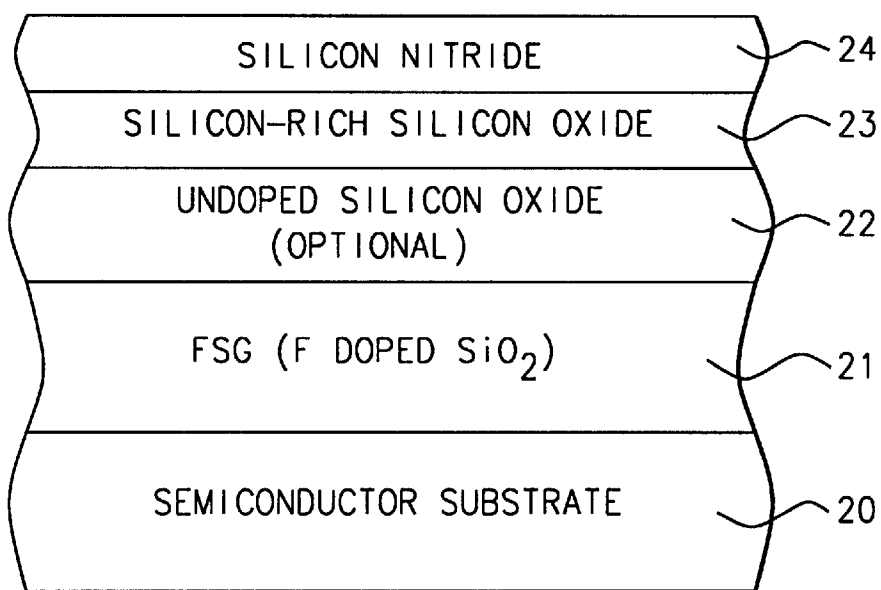 SILICON NITRIDE 24
SILICON-RICH SILICON OXIDE 23
UNDOPED SILICON OXIDE
(OPTIONAL) 22
FSG (F DOPED SiO₂) 21
SEMICONDUCTOR SUBSTRATE 20